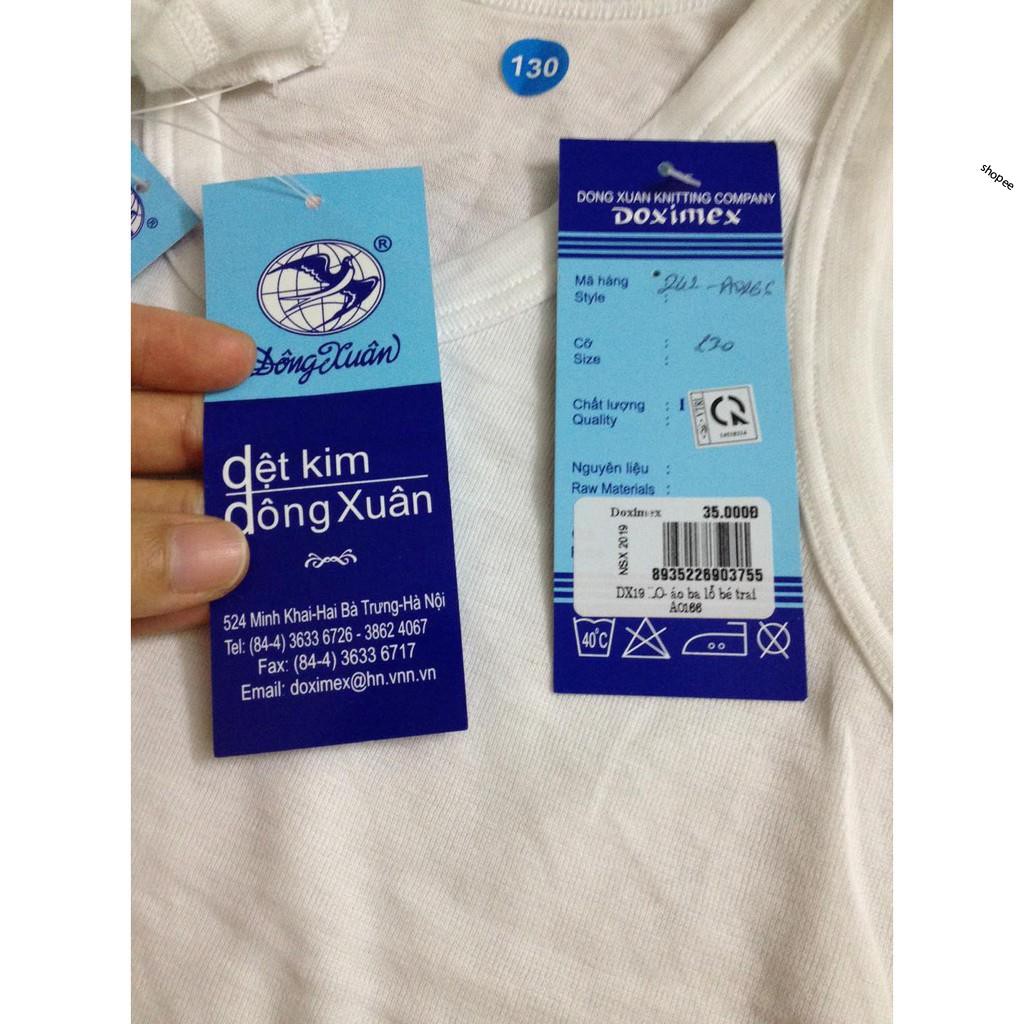 130
shopee
®
Đông Xuân
dệt kim
đông Xuân
524 Minh Khai-Hai Bà Trưng-Hà Nội
Tel: (84-4) 3633 6726 - 3862 4067
Fax: (84-4) 3633 6717
Email: doximex@hn.vnn.vn
DONG XUAN KNITTING COMPANY
Doximex
Mã hàng
Style :
Cỡ : 130
Size :
Chất lượng : I
Quality :
Nguyên liệu :
Raw Materials :
Doximex 35.000Đ
NSX 2019
8935226903755
DX19 áo ba lỗ bé trai
A0166
40°C